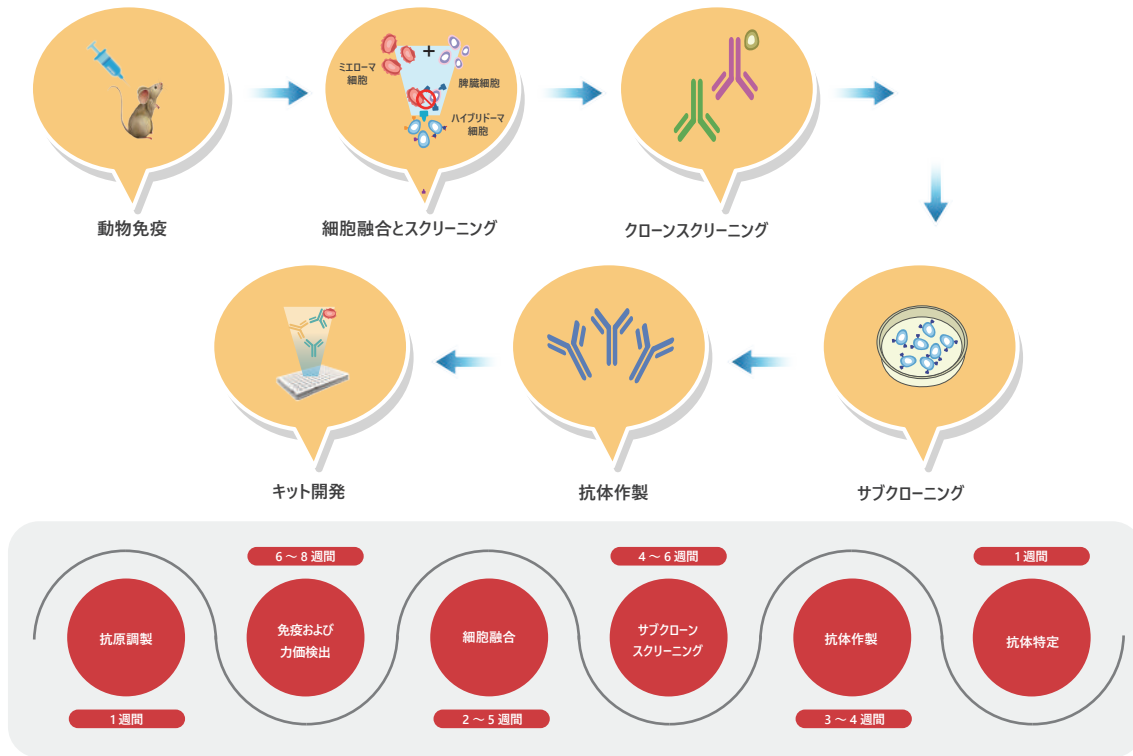 ミエローマ
細胞
+
脾臓細胞
ハイブリドーマ
細胞
動物免疫
細胞融合とスクリーニング
クローンスクリーニング
キット開発
抗体作製
サブクローニング
6 ~ 8 週間
4 ~ 6 週間
1 週間
抗原調製
免疫および
力価検出
細胞融合
サブクローン
スクリーニング
抗体作製
抗体特定
1 週間
2 ~ 5 週間
3 ~ 4 週間